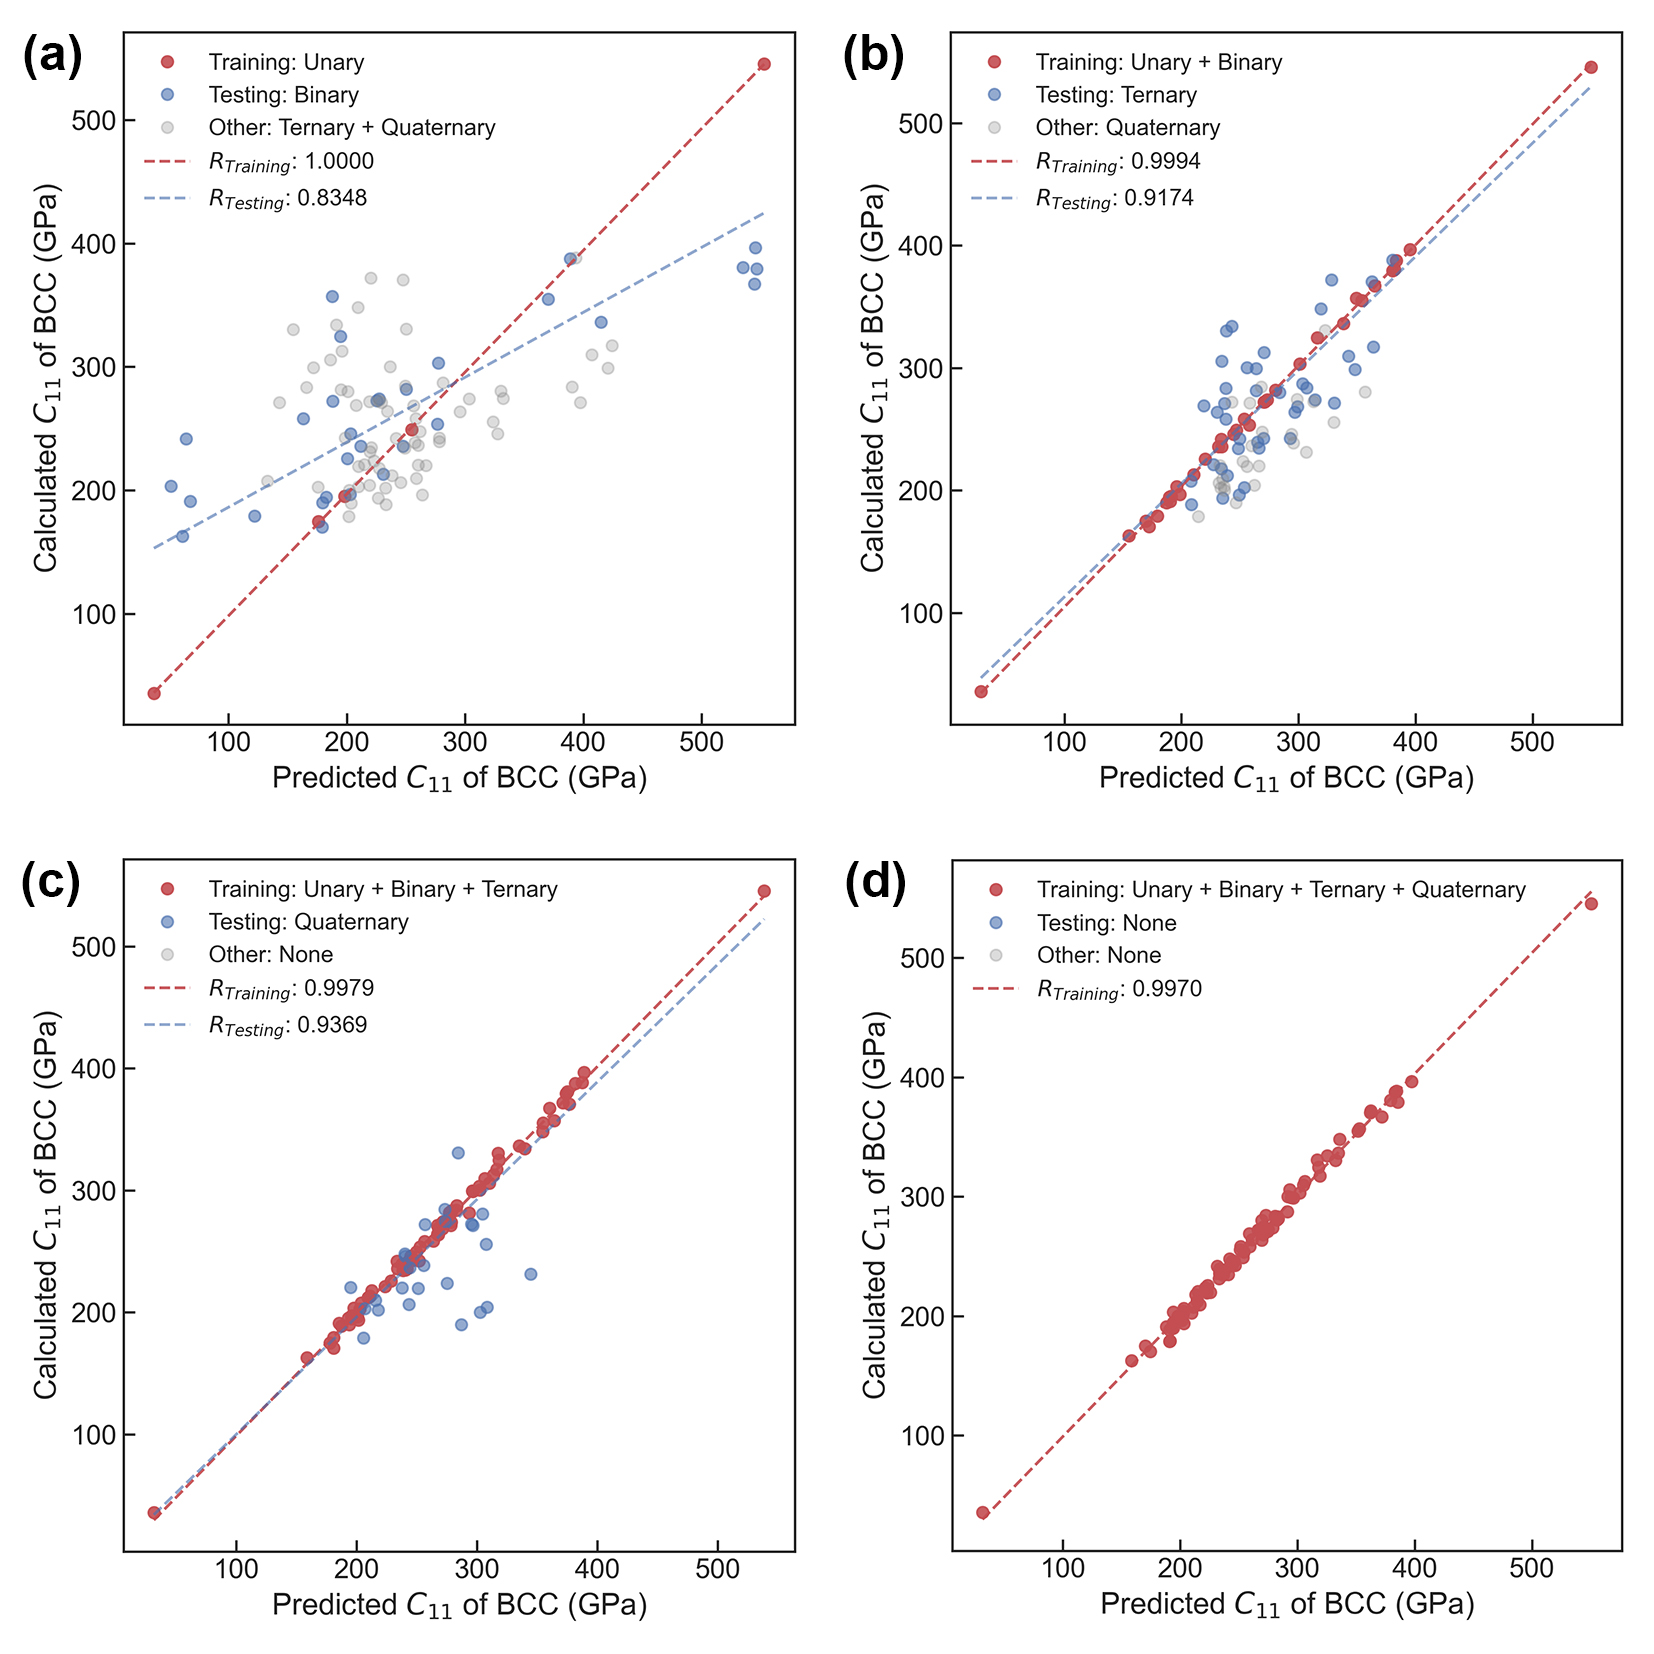 (a)
Training: Unary
Testing: Binary
Other: Ternary + Quaternary
R_Training: 1.0000
R_Testing: 0.8348
500
400
300
200
100
Calculated C₁₁ of BCC (GPa)
100 200 300 400 500
Predicted C₁₁ of BCC (GPa)
(b)
Training: Unary + Binary
Testing: Ternary
Other: Quaternary
R_Training: 0.9994
R_Testing: 0.9174
500
400
300
200
100
Calculated C₁₁ of BCC (GPa)
100 200 300 400 500
Predicted C₁₁ of BCC (GPa)
(c)
Training: Unary + Binary + Ternary
Testing: Quaternary
Other: None
R_Training: 0.9979
R_Testing: 0.9369
500
400
300
200
100
Calculated C₁₁ of BCC (GPa)
100 200 300 400 500
Predicted C₁₁ of BCC (GPa)
(d)
Training: Unary + Binary + Ternary + Quaternary
Testing: None
Other: None
R_Training: 0.9970
500
400
300
200
100
Calculated C₁₁ of BCC (GPa)
100 200 300 400 500
Predicted C₁₁ of BCC (GPa)